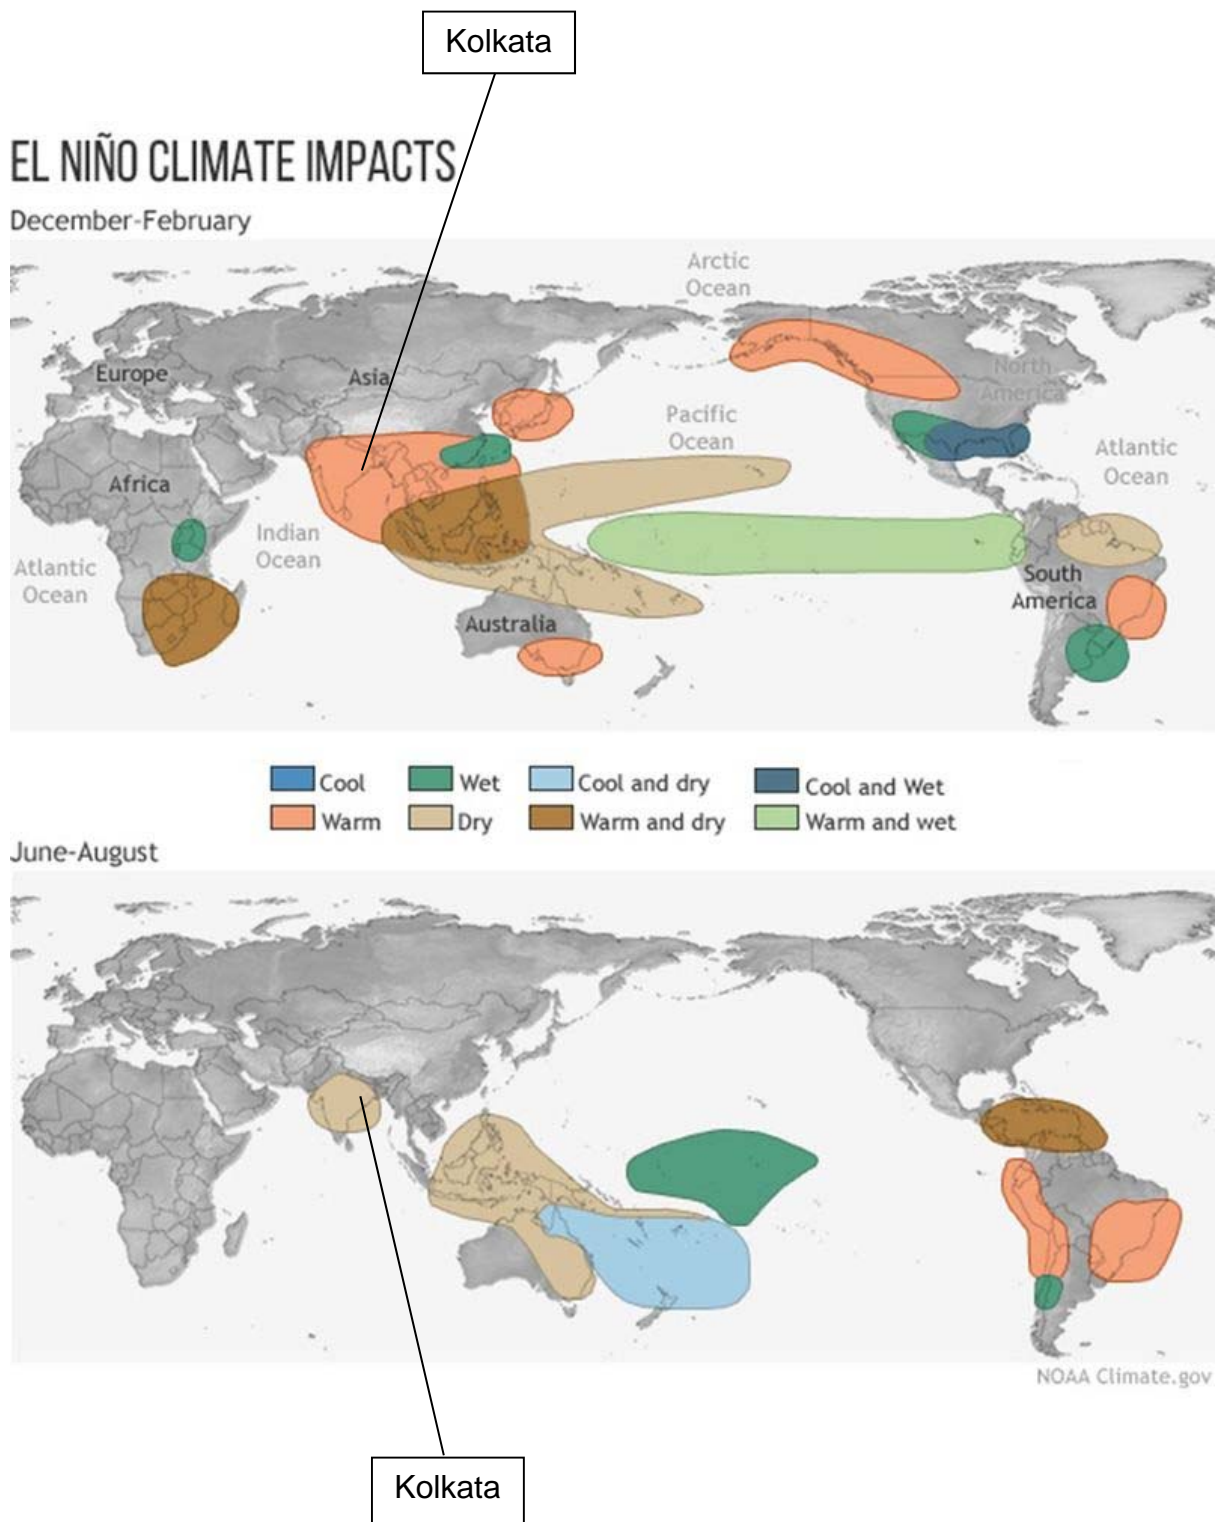 Kolkata
EL NIÑO CLIMATE IMPACTS
December-February
Arctic
Ocean
Europe
Asia
North
America
Pacific
Ocean
Atlantic
Ocean
Africa
Indian
Ocean
Atlantic
Ocean
South
America
Australia
Cool Wet Cool and dry Cool and Wet
Warm Dry Warm and dry Warm and wet
June-August
NOAA Climate.gov
Kolkata